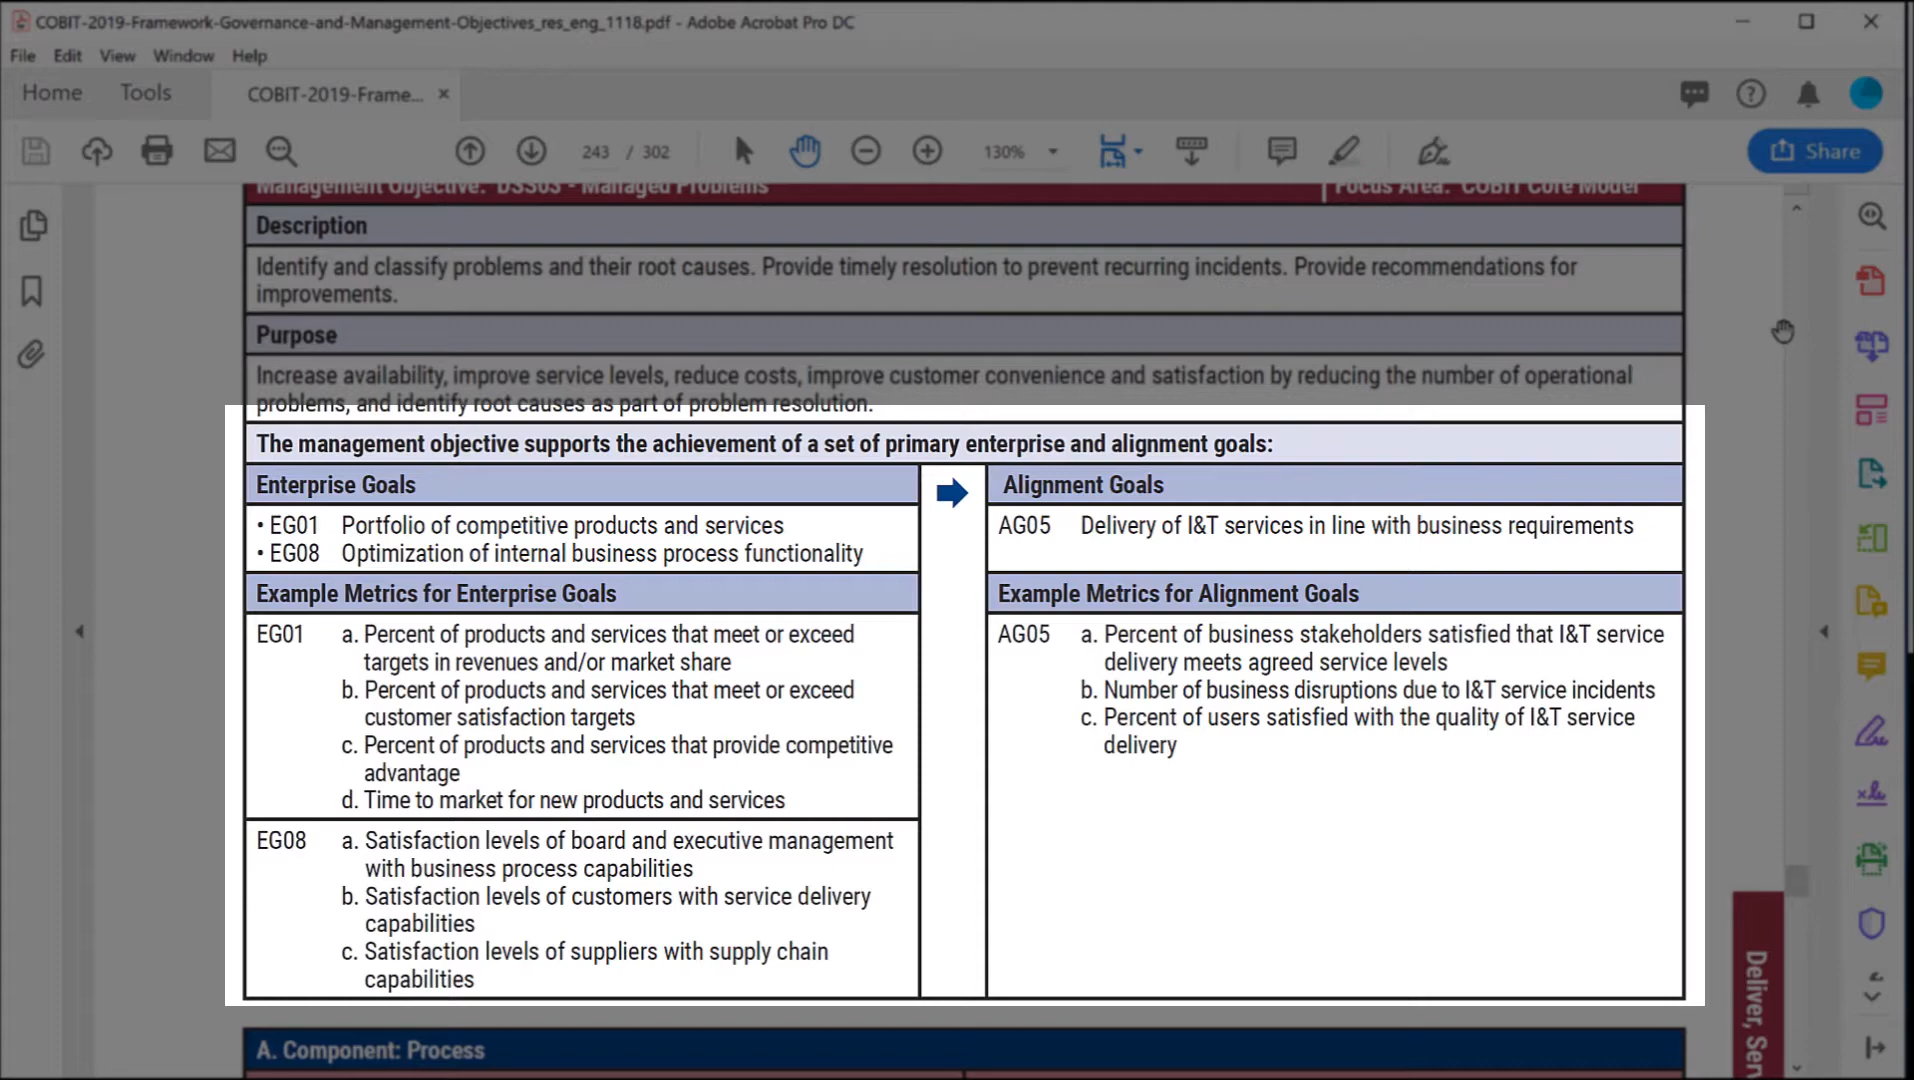 COBIT-2019-Framework-Governance-and-Management-Objectives_res_eng_1118.pdf - Adobe Acrobat Pro DC
File Edit View Window Help
Home Tools COBIT-2019-Frame... ×
243 / 302 130% Share
Management Objective: DSS03 - Managed Problems Focus Area: COBIT Core Model
Description
Identify and classify problems and their root causes. Provide timely resolution to prevent recurring incidents. Provide recommendations for
improvements.
Purpose
Increase availability, improve service levels, reduce costs, improve customer convenience and satisfaction by reducing the number of operational
problems, and identify root causes as part of problem resolution.
The management objective supports the achievement of a set of primary enterprise and alignment goals:
Enterprise Goals
• EG01 Portfolio of competitive products and services
• EG08 Optimization of internal business process functionality
Example Metrics for Enterprise Goals
EG01 a. Percent of products and services that meet or exceed
targets in revenues and/or market share
b. Percent of products and services that meet or exceed
customer satisfaction targets
c. Percent of products and services that provide competitive
advantage
d. Time to market for new products and services
EG08 a. Satisfaction levels of board and executive management
with business process capabilities
b. Satisfaction levels of customers with service delivery
capabilities
c. Satisfaction levels of suppliers with supply chain
capabilities
Alignment Goals
AG05 Delivery of I&T services in line with business requirements
Example Metrics for Alignment Goals
AG05 a. Percent of business stakeholders satisfied that I&T service
delivery meets agreed service levels
b. Number of business disruptions due to I&T service incidents
c. Percent of users satisfied with the quality of I&T service
delivery
A. Component: Process
Deliver, Serv